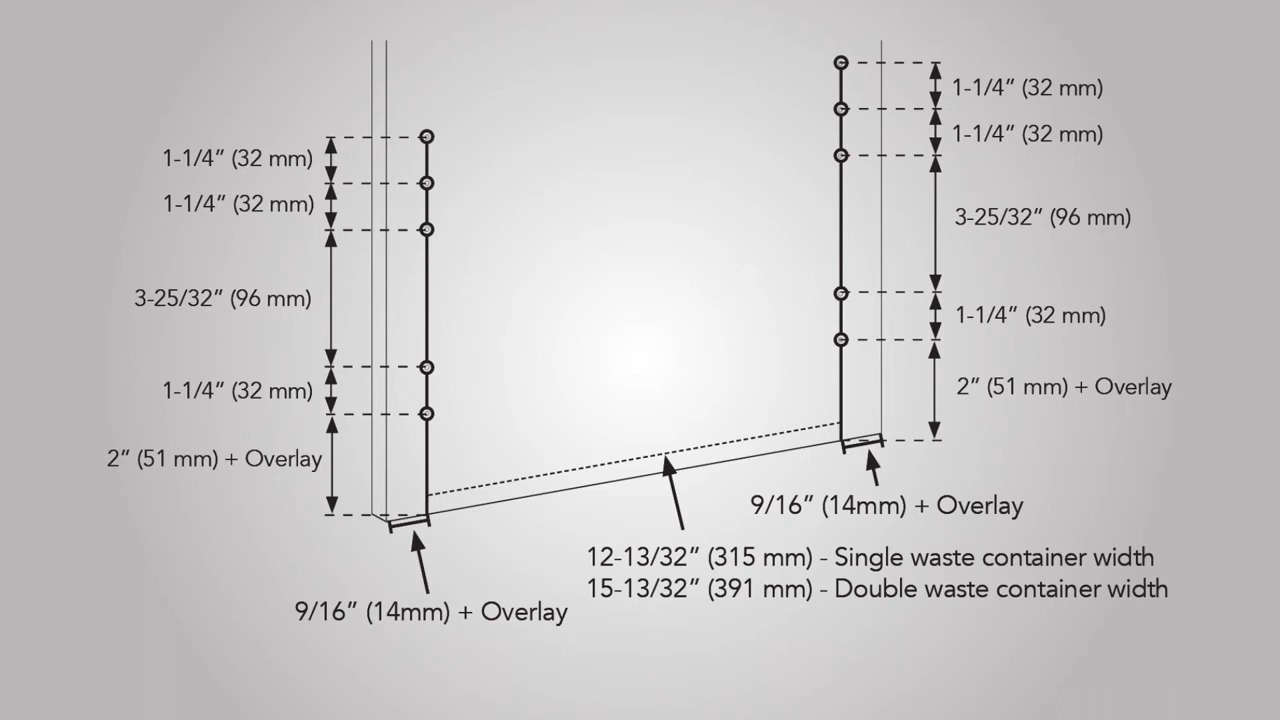 1-1/4” (32 mm)
1-1/4” (32 mm)
3-25/32” (96 mm)
1-1/4” (32 mm)
2” (51 mm) + Overlay
9/16” (14mm) + Overlay
1-1/4” (32 mm)
1-1/4” (32 mm)
3-25/32” (96 mm)
1-1/4” (32 mm)
2” (51 mm) + Overlay
9/16” (14mm) + Overlay
12-13/32” (315 mm) - Single waste container width
15-13/32” (391 mm) - Double waste container width